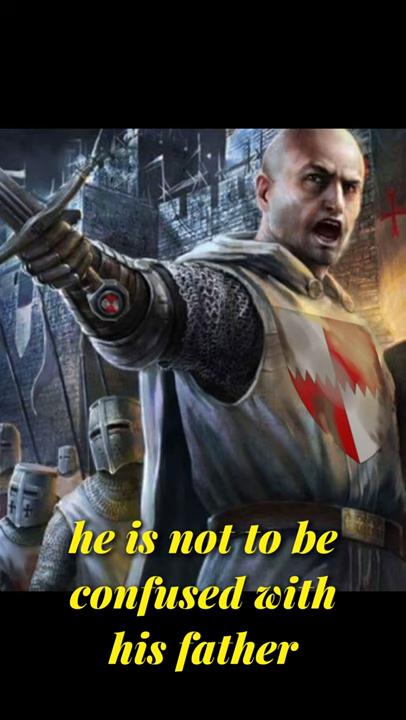 he is not to be
confused with
his father